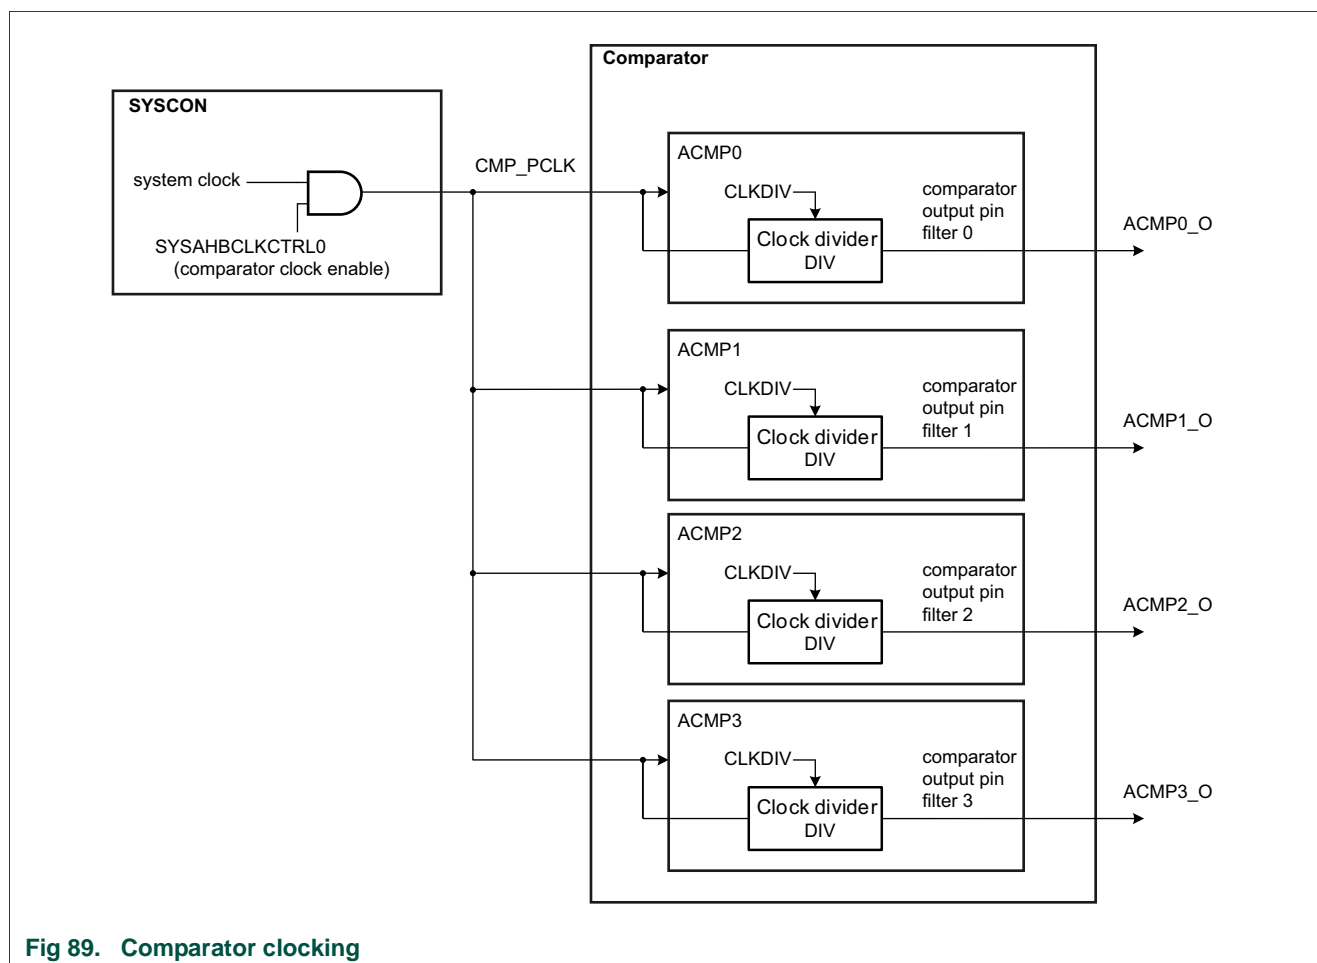 Comparator
SYSCON
system clock
SYSAHBCLKCTRL0
(comparator clock enable)
CMP_PCLK
ACMP0
CLKDIV
Clock divider
DIV
comparator
output pin
filter 0
ACMP0_O
ACMP1
CLKDIV
Clock divider
DIV
comparator
output pin
filter 1
ACMP1_O
ACMP2
CLKDIV
Clock divider
DIV
comparator
output pin
filter 2
ACMP2_O
ACMP3
CLKDIV
Clock divider
DIV
comparator
output pin
filter 3
ACMP3_O
Fig 89. Comparator clocking